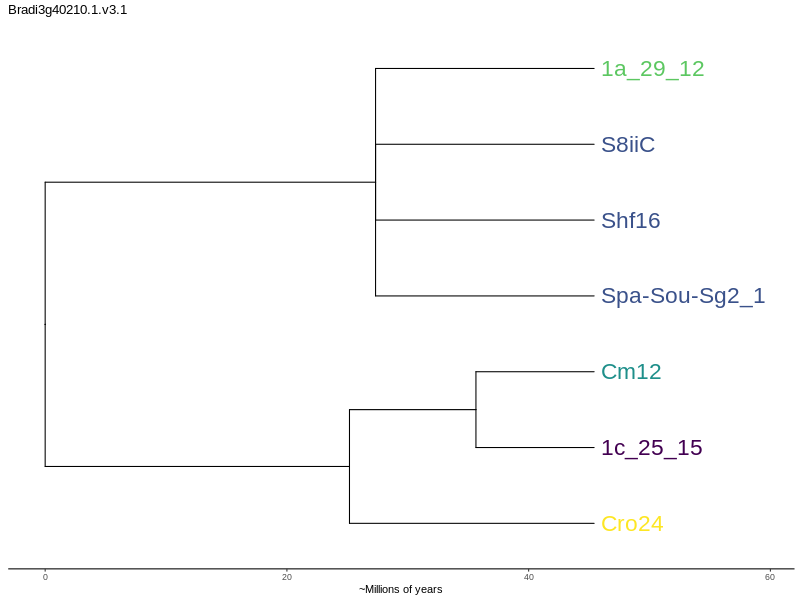 Bradi3g40210.1.v3.1
1a_29_12
S8iiC
Shf16
Spa-Sou-Sg2_1
Cm12
1c_25_15
Cro24
0 20 40 60
~Millions of years